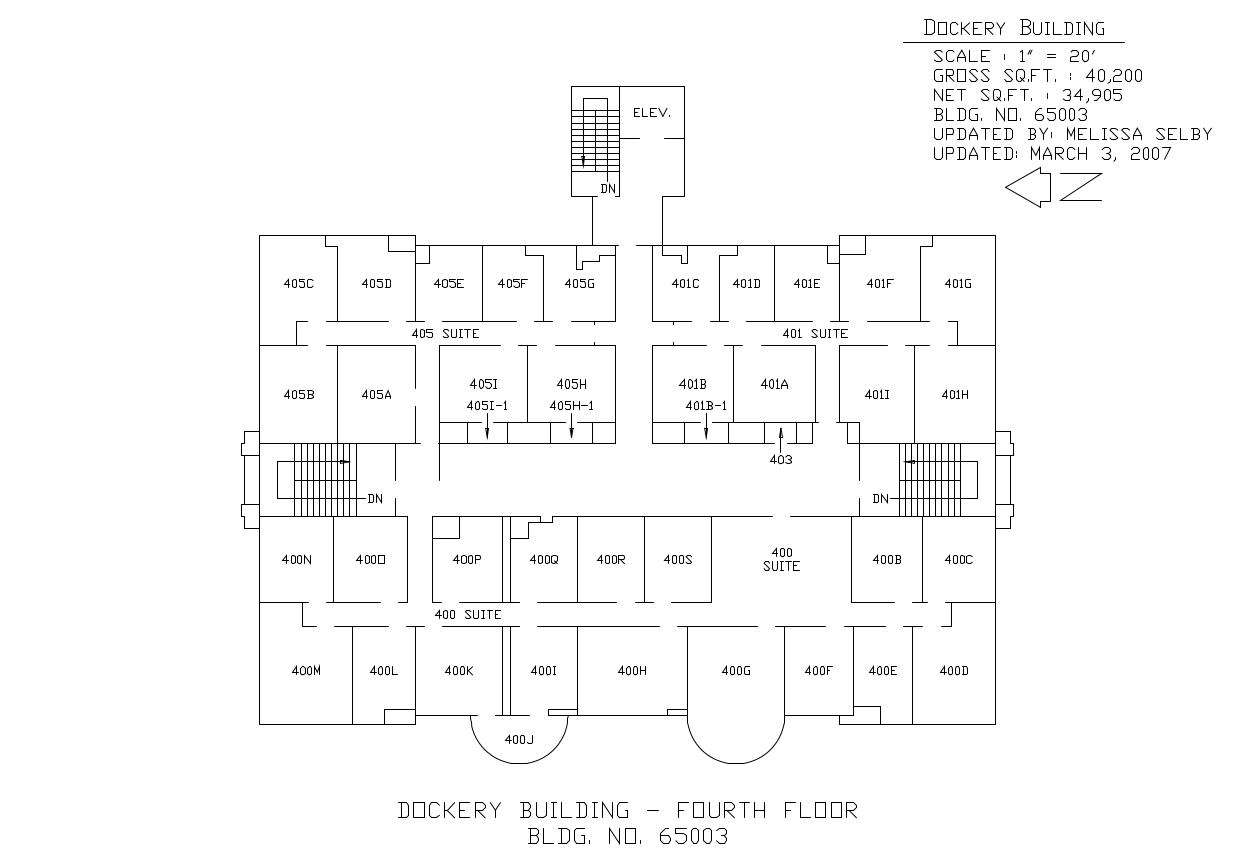 DOCKERY BUILDING
SCALE : 1" = 20'
GROSS SQ.FT. : 40,200
NET SQ.FT. : 34,905
BLDG. NO. 65003
UPDATED BY: MELISSA SELBY
UPDATED: MARCH 3, 2007
N
ELEV.
DN
405C 405D 405E 405F 405G 401C 401D 401E 401F 401G
405 SUITE 401 SUITE
405B 405A 405I 405H 401B 401A 401I 401H
405I-1 405H-1 401B-1
403
DN DN
400N 400O 400P 400Q 400R 400S 400 400B 400C
SUITE
400 SUITE
400M 400L 400K 400I 400H 400G 400F 400E 400D
400J
DOCKERY BUILDING - FOURTH FLOOR
BLDG. NO. 65003